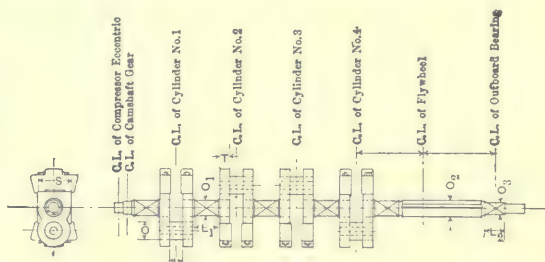 C.L. of Compressor Eccentric
C.L. of Camshaft Gear
C.L. of Cylinder No.1
C.L. of Cylinder No.2
C.L. of Cylinder No.3
C.L. of Cylinder No.4
C.L. of Flywheel
C.L. of Outboard Bearing
S
T
O
O1
L
O2
O3